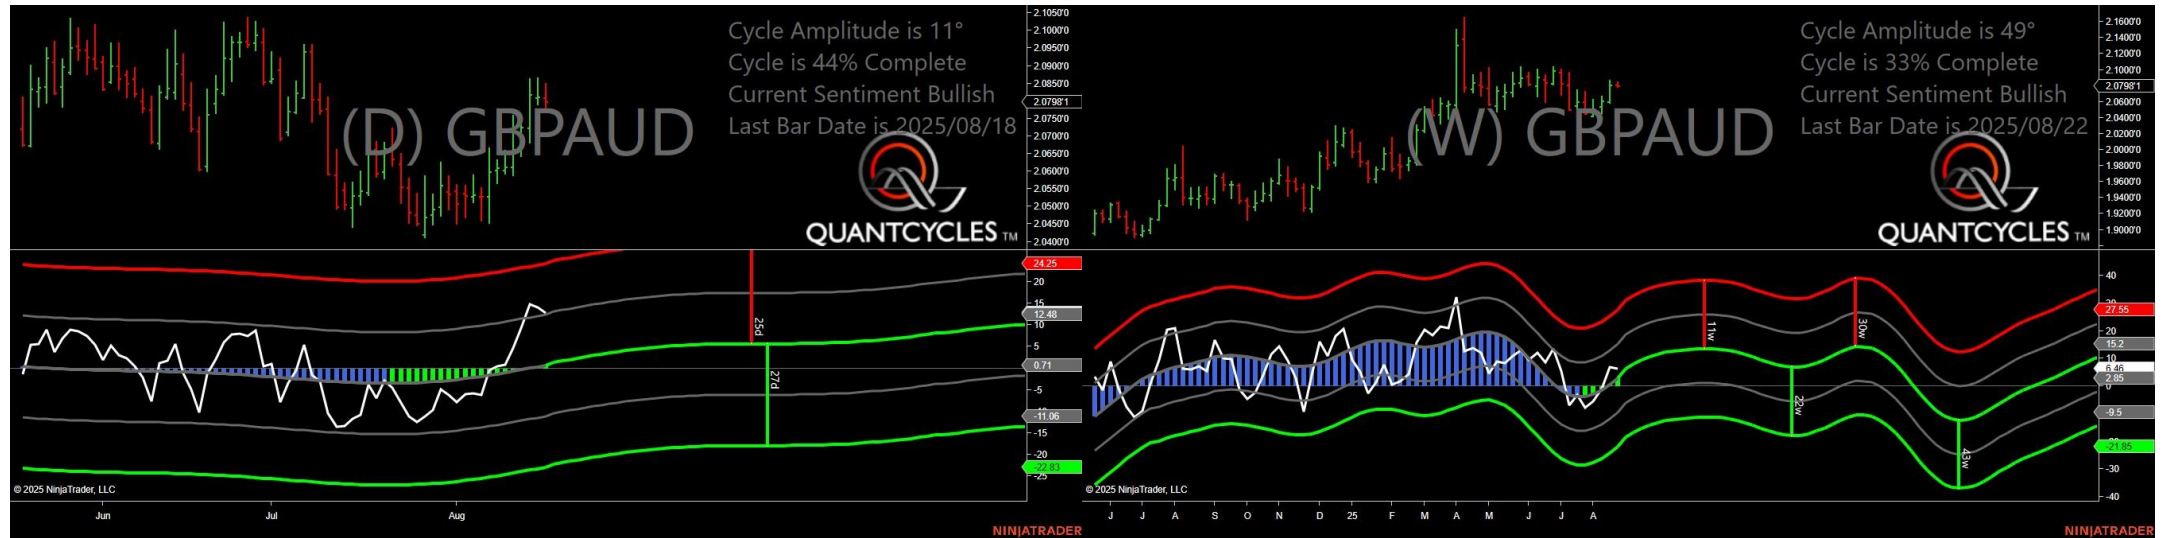 Cycle Amplitude is 11°
Cycle is 44% Complete
Current Sentiment Bullish
Last Bar Date is 2025/08/18
(D) GBPAUD
QUANTCYCLES TM
2.1050'0
2.1000'0
2.0950'0
2.0900'0
2.0850'0
2.0798'1
2.0750'0
2.0700'0
2.0650'0
2.0600'0
2.0550'0
2.0500'0
2.0450'0
2.0400'0
24.25
20
15
12.48
10
5
0.71
-5
-11.06
-15
-20
-22.83
-25
25d
27d
© 2025 NinjaTrader, LLC
Jun Jul Aug
NINJATRADER
Cycle Amplitude is 49°
Cycle is 33% Complete
Current Sentiment Bullish
Last Bar Date is 2025/08/22
(W) GBPAUD
QUANTCYCLES TM
2.1600'0
2.1400'0
2.1200'0
2.1000'0
2.0798'1
2.0600'0
2.0400'0
2.0200'0
2.0000'0
1.9800'0
1.9600'0
1.9400'0
1.9200'0
1.9000'0
40
27.55
20
15.2
10
6.46
2.85
-9.5
-21.85
-30
-40
11w
22w
30w
43w
© 2025 NinjaTrader, LLC
J J A S O N D 25 F M A M J J A
NINJATRADER